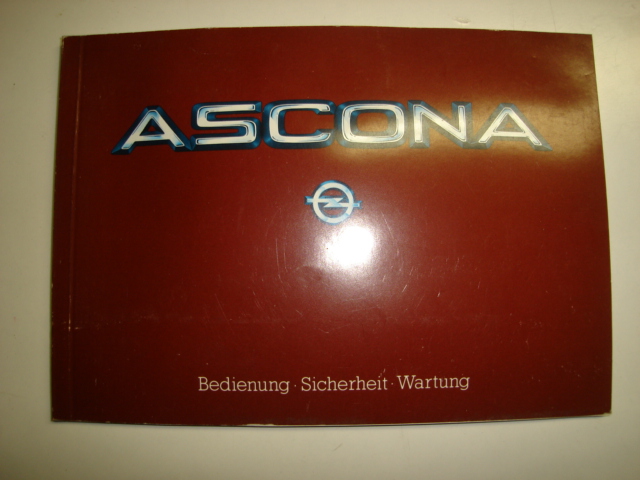 ASCONA
Bedienung · Sicherheit · Wartung